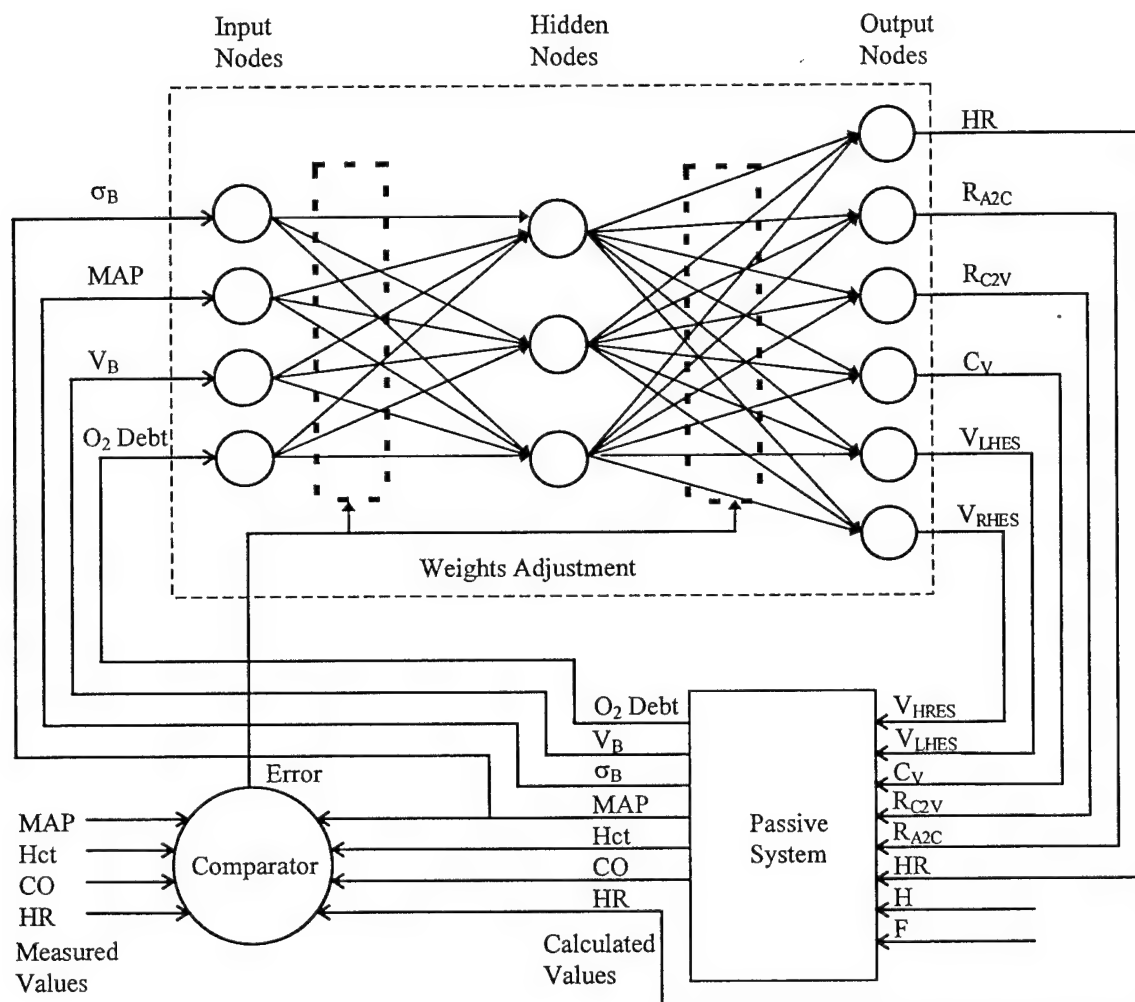 Input
Nodes
Hidden
Nodes
Output
Nodes
σB
MAP
VB
O2 Debt
HR
RA2C
RC2V
CV
VLHES
VRHES
Weights Adjustment
O2 Debt
VB
σB
MAP
Hct
CO
HR
Error
MAP
Hct
CO
HR
Comparator
Measured
Values
Calculated
Values
Passive
System
VHRES
VLHES
CV
RC2V
RA2C
HR
H
F